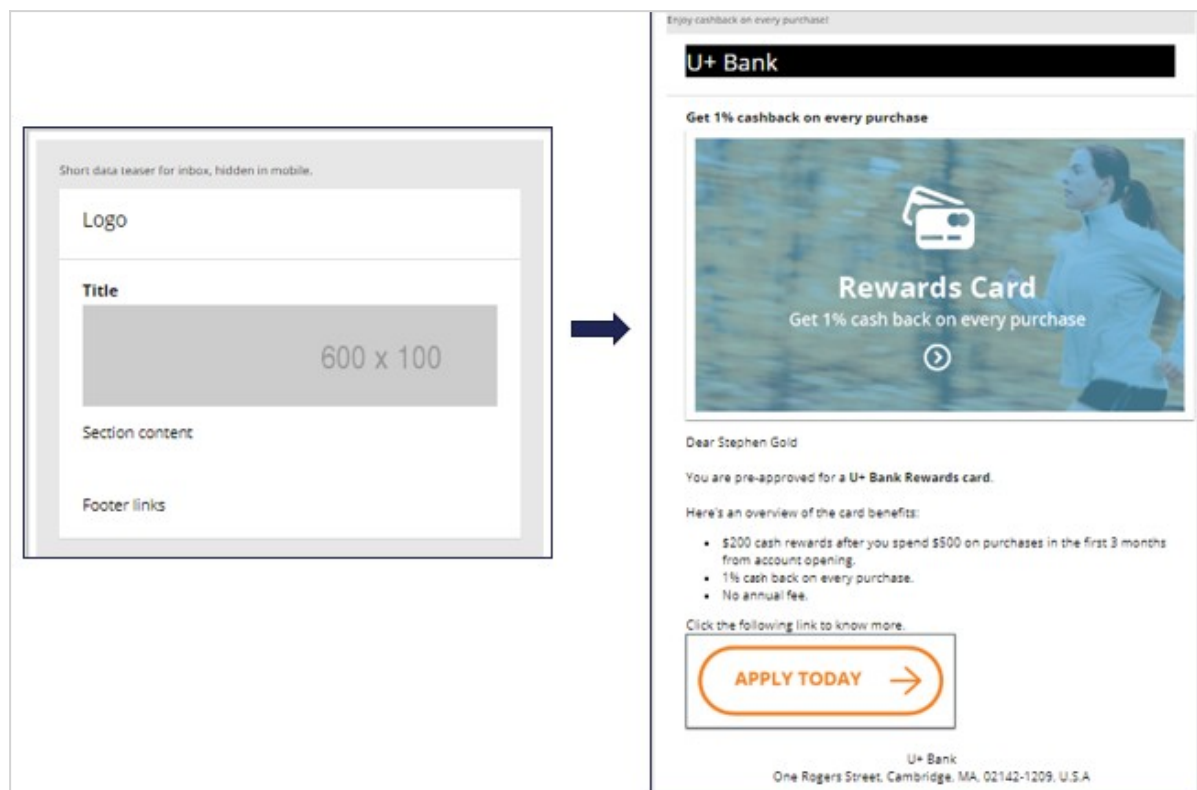 Short data teaser for inbox, hidden in mobile.
Logo
Title
600 x 100
Section content
Footer links
Enjoy cashback on every purchase!
U+ Bank
Get 1% cashback on every purchase
Rewards Card
Get 1% cash back on every purchase
Dear Stephen Gold
You are pre-approved for a U+ Bank Rewards card.
Here's an overview of the card benefits:
• $200 cash rewards after you spend $500 on purchases in the first 3 months
from account opening.
• 1% cash back on every purchase.
• No annual fee.
Click the following link to know more.
APPLY TODAY
U+ Bank
One Rogers Street, Cambridge, MA, 02142-1209, U.S.A